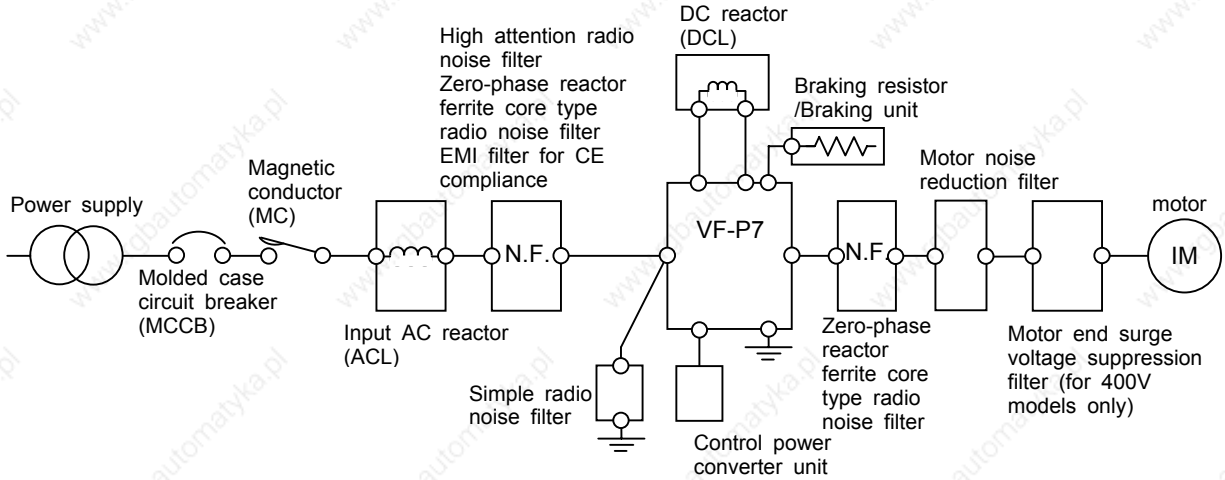 DC reactor
(DCL)
High attention radio
noise filter
Zero-phase reactor
ferrite core type
radio noise filter
EMI filter for CE
compliance
Braking resistor
/Braking unit
Magnetic
conductor
(MC)
Motor noise
reduction filter
Power supply
motor
VF-P7
N.F.
N.F.
IM
Molded case
circuit breaker
(MCCB)
Input AC reactor
(ACL)
Zero-phase
reactor
ferrite core
type radio
noise filter
Motor end surge
voltage suppression
filter (for 400V
models only)
Simple radio
noise filter
Control power
converter unit